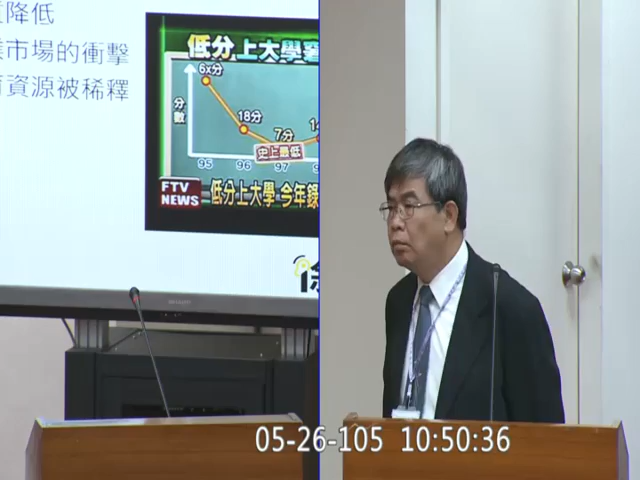 降低
市場的衝擊
資源被稀釋
低分上大學
6x分
18分
7分
分數
史上最低
95
96
97
FTV
NEWS
低分上大學 今年錄
05-26-105 10:50:36